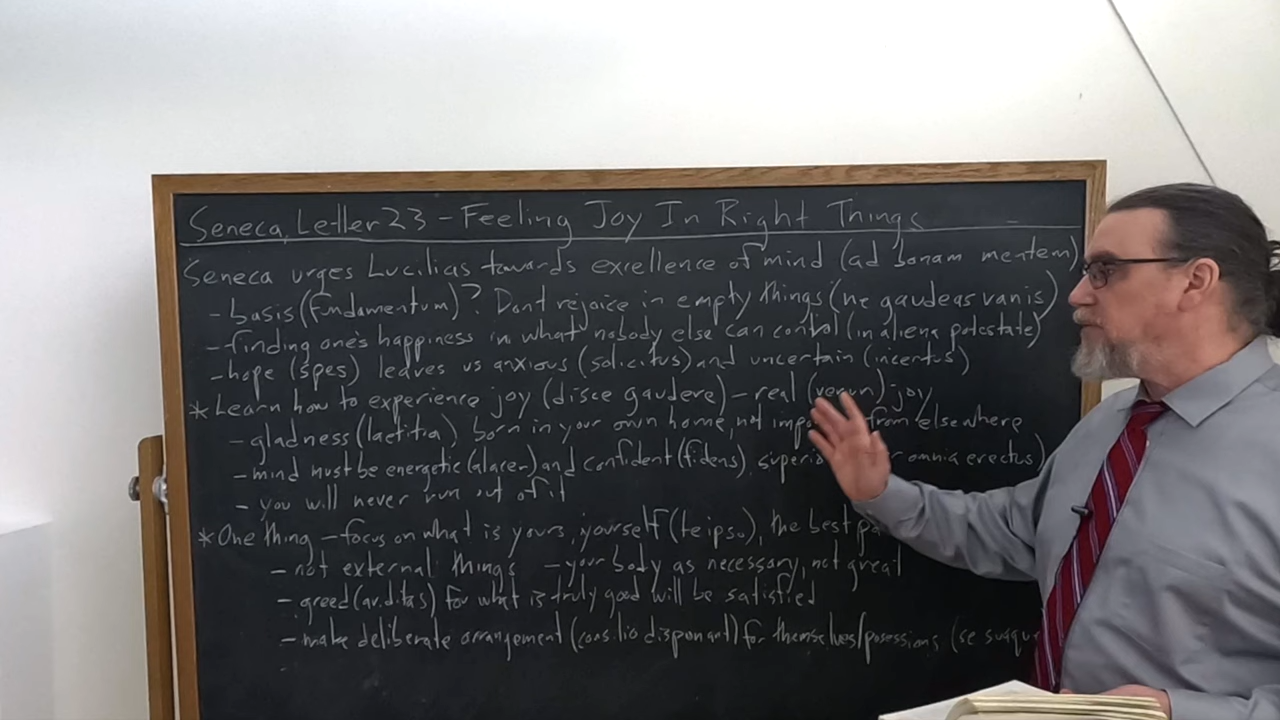 Seneca, Letter 23 - Feeling Joy In Right Things
Seneca urges Lucilius towards excellence of mind (ad bonam mentem)
- basis (fundamentum)? Dont rejoice in empty things (ne gaudeas vanis)
- finding one's happiness in what nobody else can control (in aliena potestate)
- hope (spes) leaves us anxious (solicitus) and uncertain (incertus)
* Learn how to experience joy (disce gaudere) - real (verum) joy
- gladness (laetitia) born in your own home, not from elsewhere
- mind must be energetic (alacer) and confident (fidens), omnia erectus)
- you will never run out of it
* One thing - focus on what is yours, yourself (te ipso), the best
- not external things - your body as necessary, not great
- greed (aviditas) for what is truly good will be satisfied
- make deliberate arrangement (consilio disponant) for themselves/posessions (se